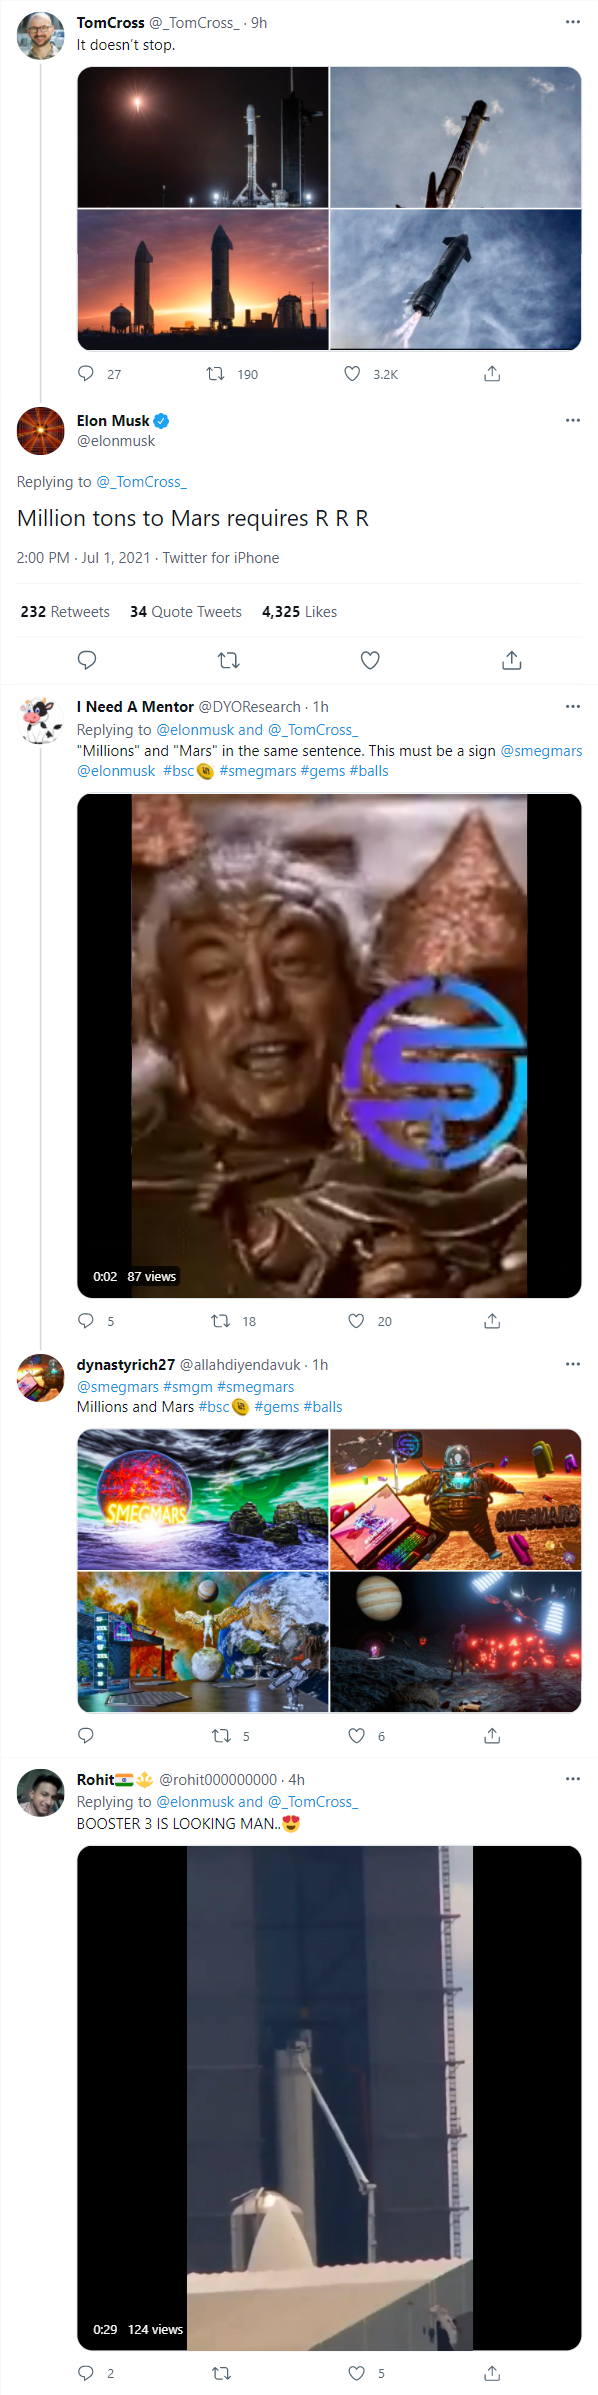 TomCross @_TomCross_ · 9h
It doesn't stop.
27 190 3.2K
Elon Musk
@elonmusk
Replying to @_TomCross_
Million tons to Mars requires R R R
2:00 PM · Jul 1, 2021 · Twitter for iPhone
232 Retweets 34 Quote Tweets 4,325 Likes
I Need A Mentor @DYOResearch · 1h
Replying to @elonmusk and @_TomCross_
"Millions" and "Mars" in the same sentence. This must be a sign @smegmars
@elonmusk #bsc #smegmars #gems #balls
0:02 87 views
5 18 20
dynastyrich27 @allahdiyendavuk · 1h
@smegmars #smgm #smegmars
Millions and Mars #bsc #gems #balls
SMEGMARS
SMEGMARS
5 6
Rohit🇮🇳 @rohit000000000 · 4h
Replying to @elonmusk and @_TomCross_
BOOSTER 3 IS LOOKING MAN..😍
0:29 124 views
2 5